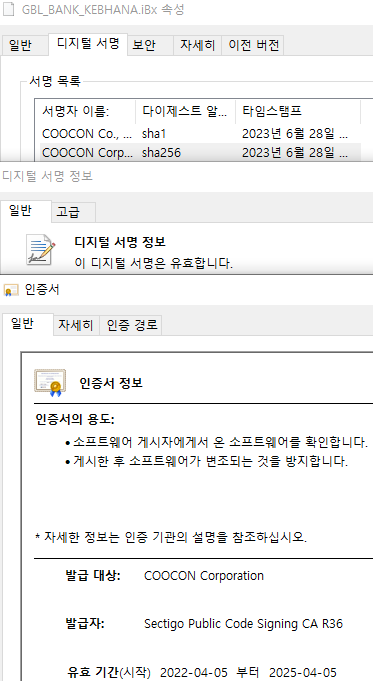 GBL_BANK_KEBHANA.iBx 속성
일반 디지털 서명 보안 자세히 이전 버전
서명 목록
서명자 이름: 다이제스트 알... 타임스탬프
COOCON Co., ... sha1 2023년 6월 28일 ...
COOCON Corp... sha256 2023년 6월 28일 ...
디지털 서명 정보
일반 고급
디지털 서명 정보
이 디지털 서명은 유효합니다.
인증서
일반 자세히 인증 경로
인증서 정보
인증서의 용도:
• 소프트웨어 게시자에게서 온 소프트웨어를 확인합니다.
• 게시한 후 소프트웨어가 변조되는 것을 방지합니다.
* 자세한 정보는 인증 기관의 설명을 참조하십시오.
발급 대상: COOCON Corporation
발급자: Sectigo Public Code Signing CA R36
유효 기간(시작) 2022-04-05 부터 2025-04-05